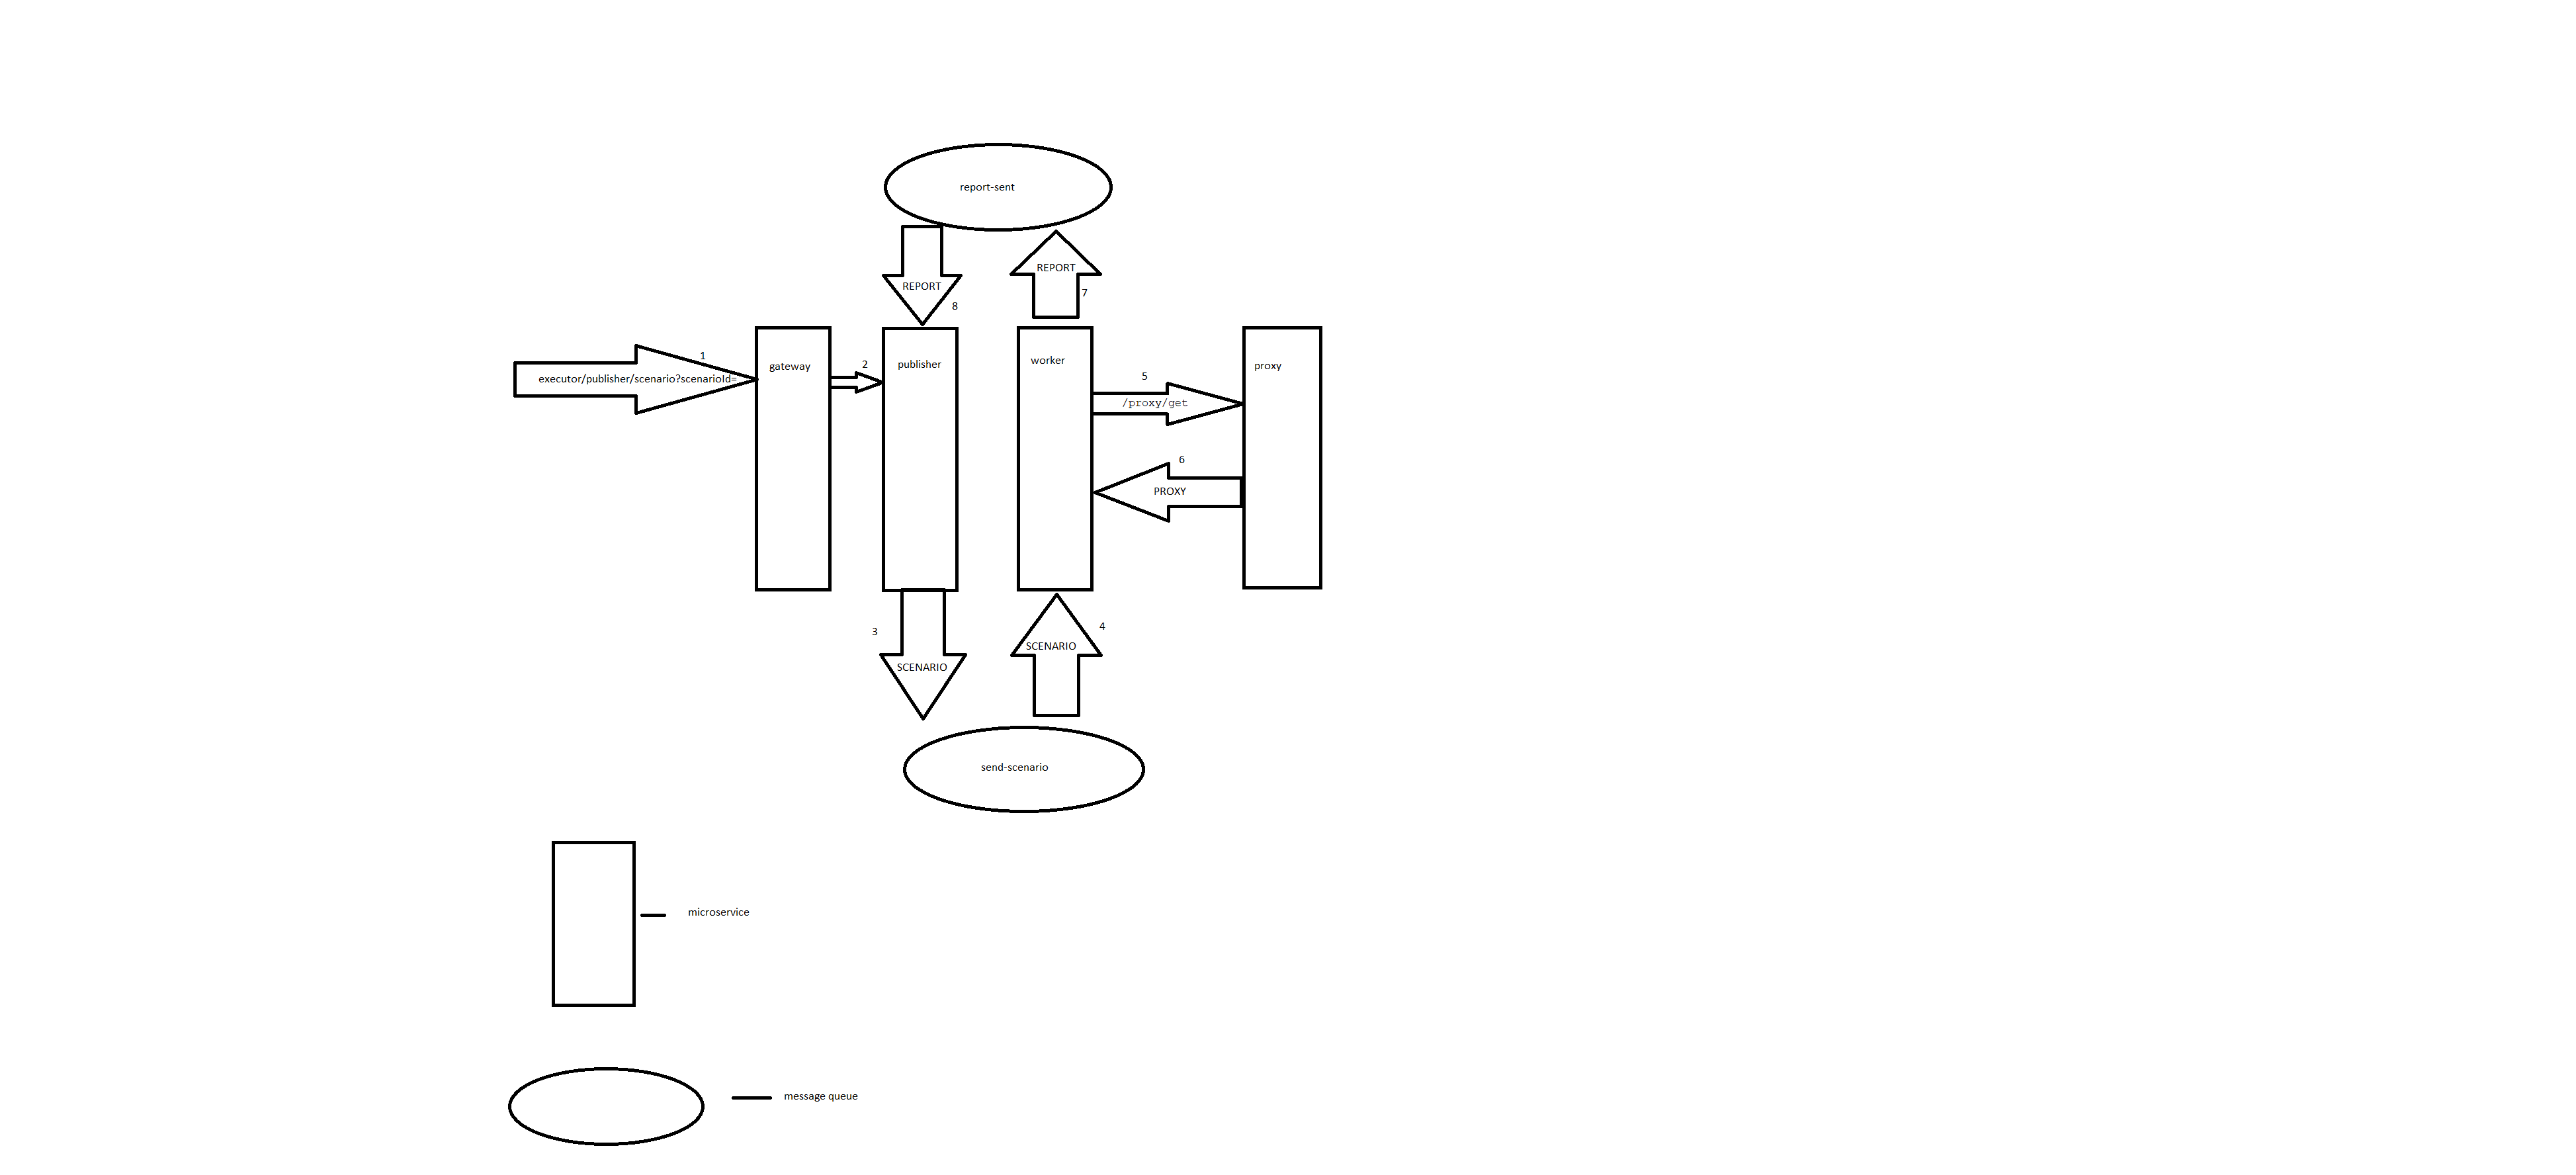 report-sent
REPORT
REPORT
7
8
1
executor/publisher/scenario?scenarioId=
gateway
2
publisher
worker
5
/proxy/get
proxy
6
PROXY
3
SCENARIO
4
SCENARIO
send-scenario
microservice
message queue